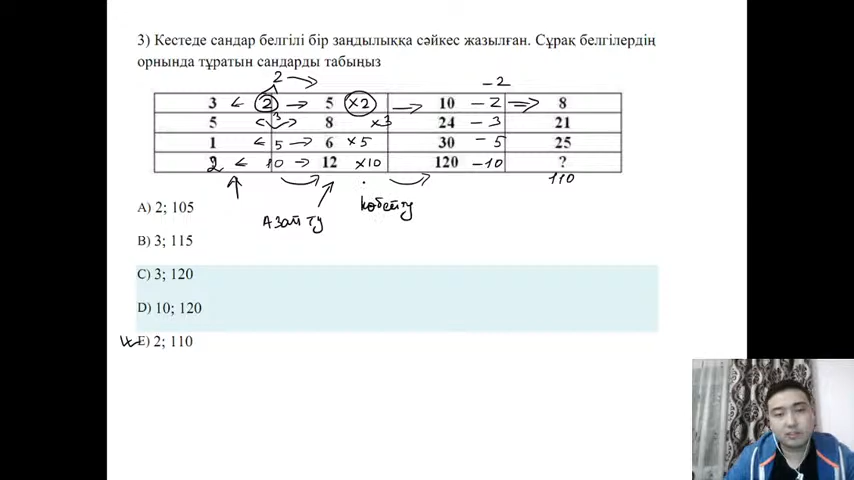 3) Кестеде сандар белгілі бір заңдылыққа сәйкес жазылған. Сұрақ белгілердің
орнында тұратын сандарды табыңыз
2 -2
3 2 5 ×2 10 -2 8
5 3 8 ×3 24 -3 21
1 5 6 ×5 30 -5 25
2 10 12 ×10 120 -10 ?
110
Азайту көбейту
A) 2; 105
B) 3; 115
C) 3; 120
D) 10; 120
E) 2; 110